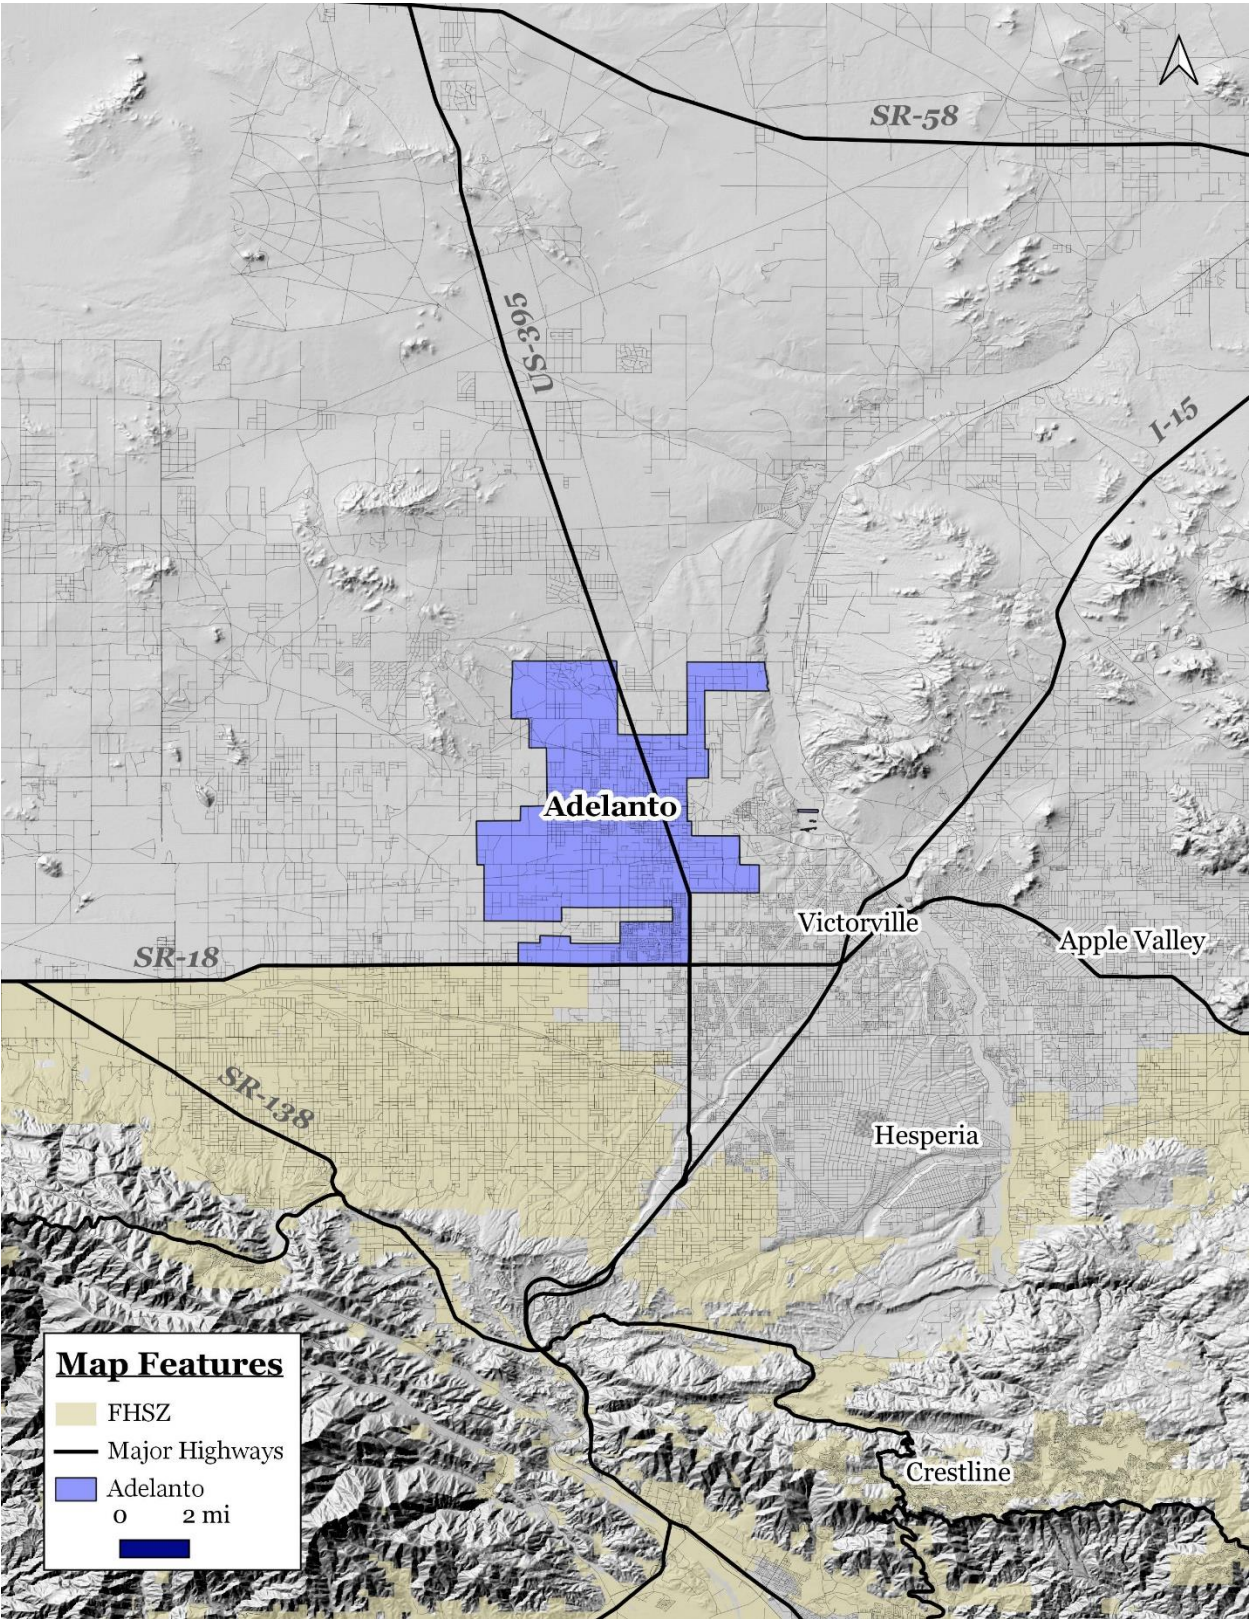 SR-58
US-395
I-15
Adelanto
Victorville
Apple Valley
SR-18
SR-138
Hesperia
Map Features
FHSZ
Major Highways
Adelanto
0 2 mi
Crestline